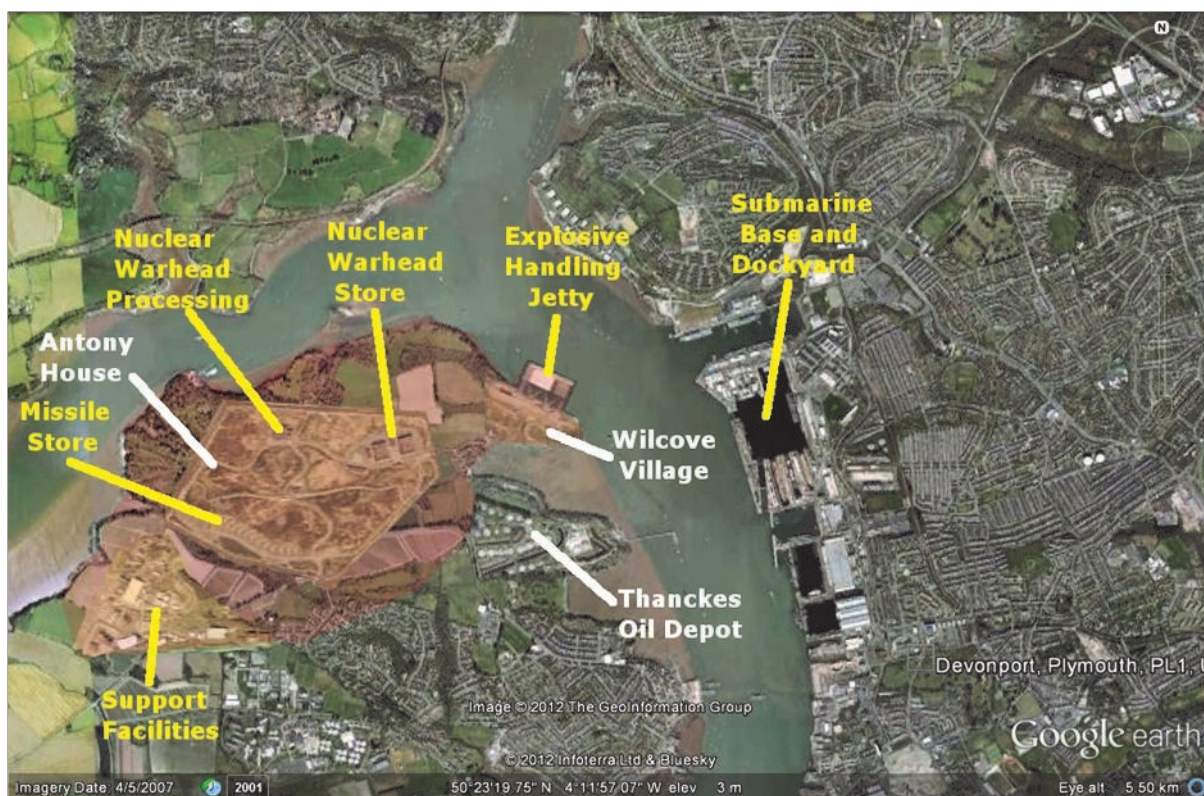 N
Submarine
Base and
Dockyard
Nuclear
Warhead
Processing
Nuclear
Warhead
Store
Explosive
Handling
Jetty
Antony
House
Missile
Store
Wilcove
Village
Thanckes
Oil Depot
Support
Facilities
Devonport, Plymouth, PL1,
Image © 2012 The GeoInformation Group
© 2012 Infoterra Ltd & Bluesky
Google earth
Imagery Date: 4/5/2007 2001 50°23'19.75" N 4°11'57.07" W elev 3 m Eye alt 5.50 km